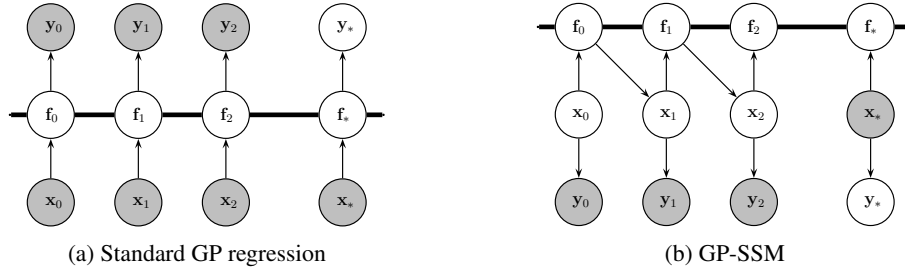 y₀ y₁ y₂ y∗
f₀ f₁ f₂ f∗
x₀ x₁ x₂ x∗
(a) Standard GP regression
f₀ f₁ f₂ f∗
x₀ x₁ x₂ x∗
y₀ y₁ y₂ y∗
(b) GP-SSM